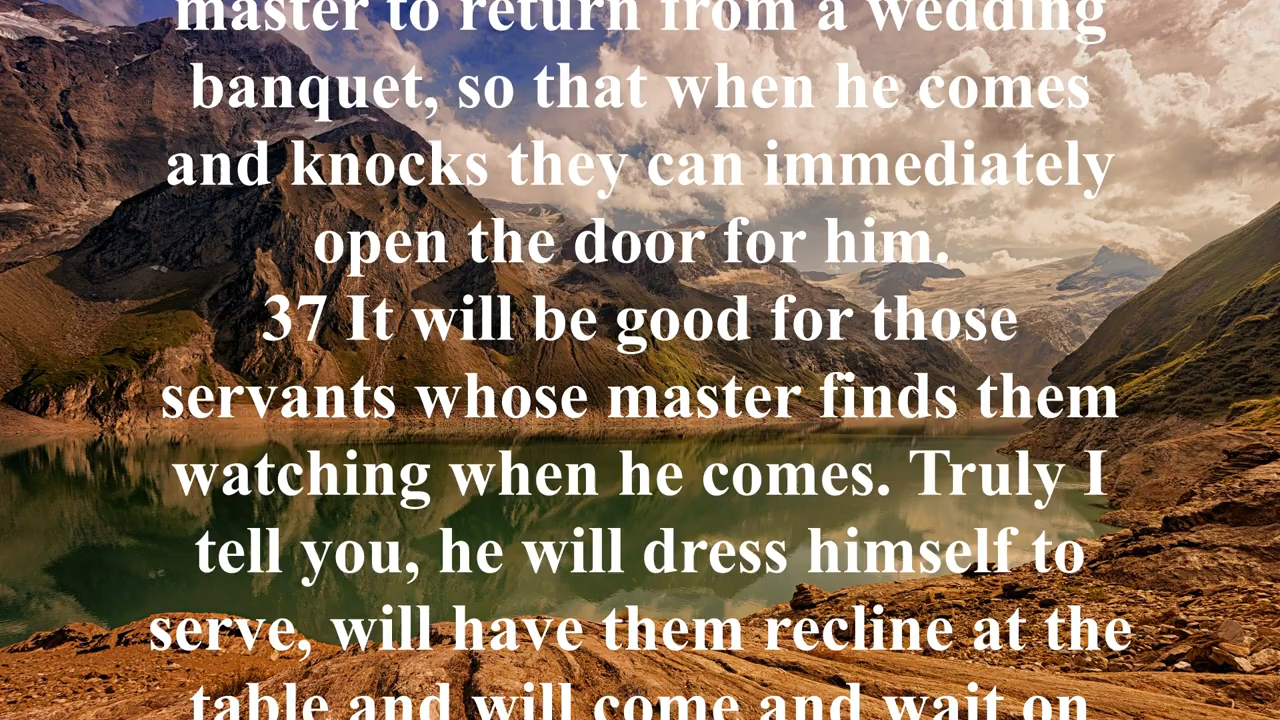 master to return from a wedding
banquet, so that when he comes
and knocks they can immediately
open the door for him.
37 It will be good for those
servants whose master finds them
watching when he comes. Truly I
tell you, he will dress himself to
serve, will have them recline at the
table and will come and wait on